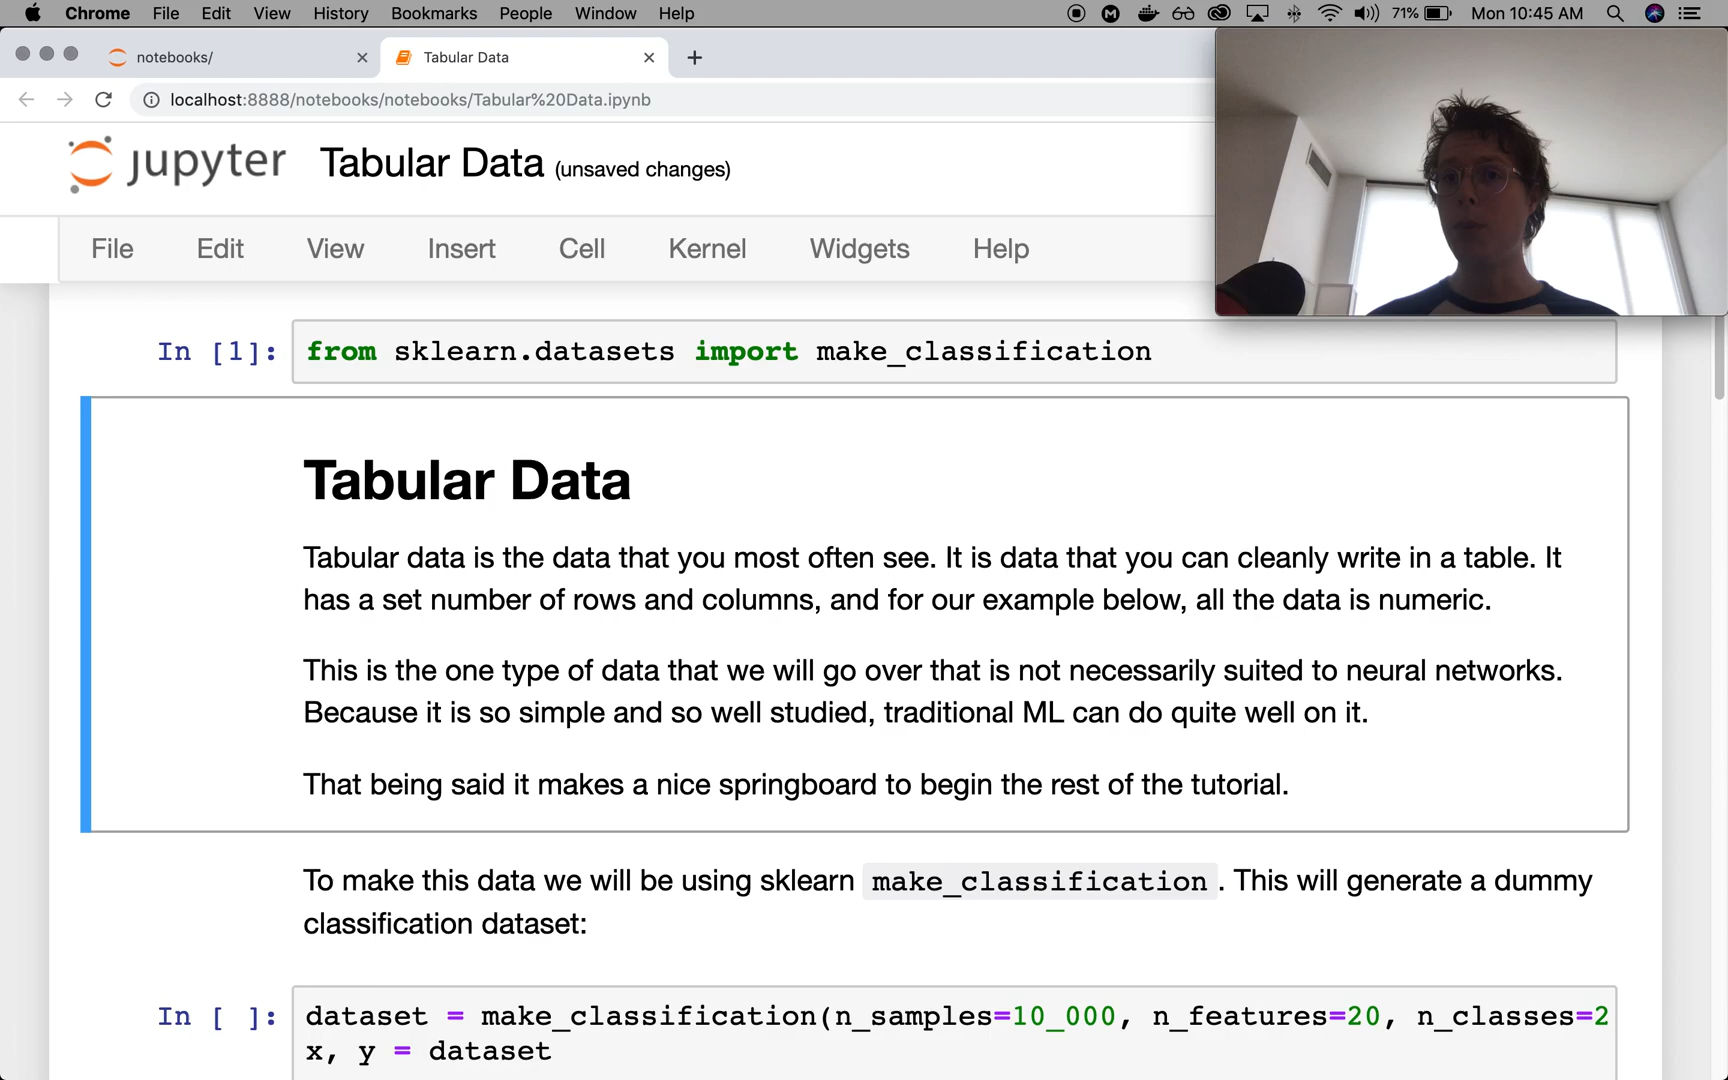 Chrome File Edit View History Bookmarks People Window Help 71% Mon 10:45 AM
notebooks/ Tabular Data
localhost:8888/notebooks/notebooks/Tabular%20Data.ipynb
jupyter Tabular Data (unsaved changes)
File Edit View Insert Cell Kernel Widgets Help
In [1]: from sklearn.datasets import make_classification
Tabular Data
Tabular data is the data that you most often see. It is data that you can cleanly write in a table. It
has a set number of rows and columns, and for our example below, all the data is numeric.
This is the one type of data that we will go over that is not necessarily suited to neural networks.
Because it is so simple and so well studied, traditional ML can do quite well on it.
That being said it makes a nice springboard to begin the rest of the tutorial.
To make this data we will be using sklearn make_classification . This will generate a dummy
classification dataset:
In [ ]: dataset = make_classification(n_samples=10_000, n_features=20, n_classes=2
x, y = dataset